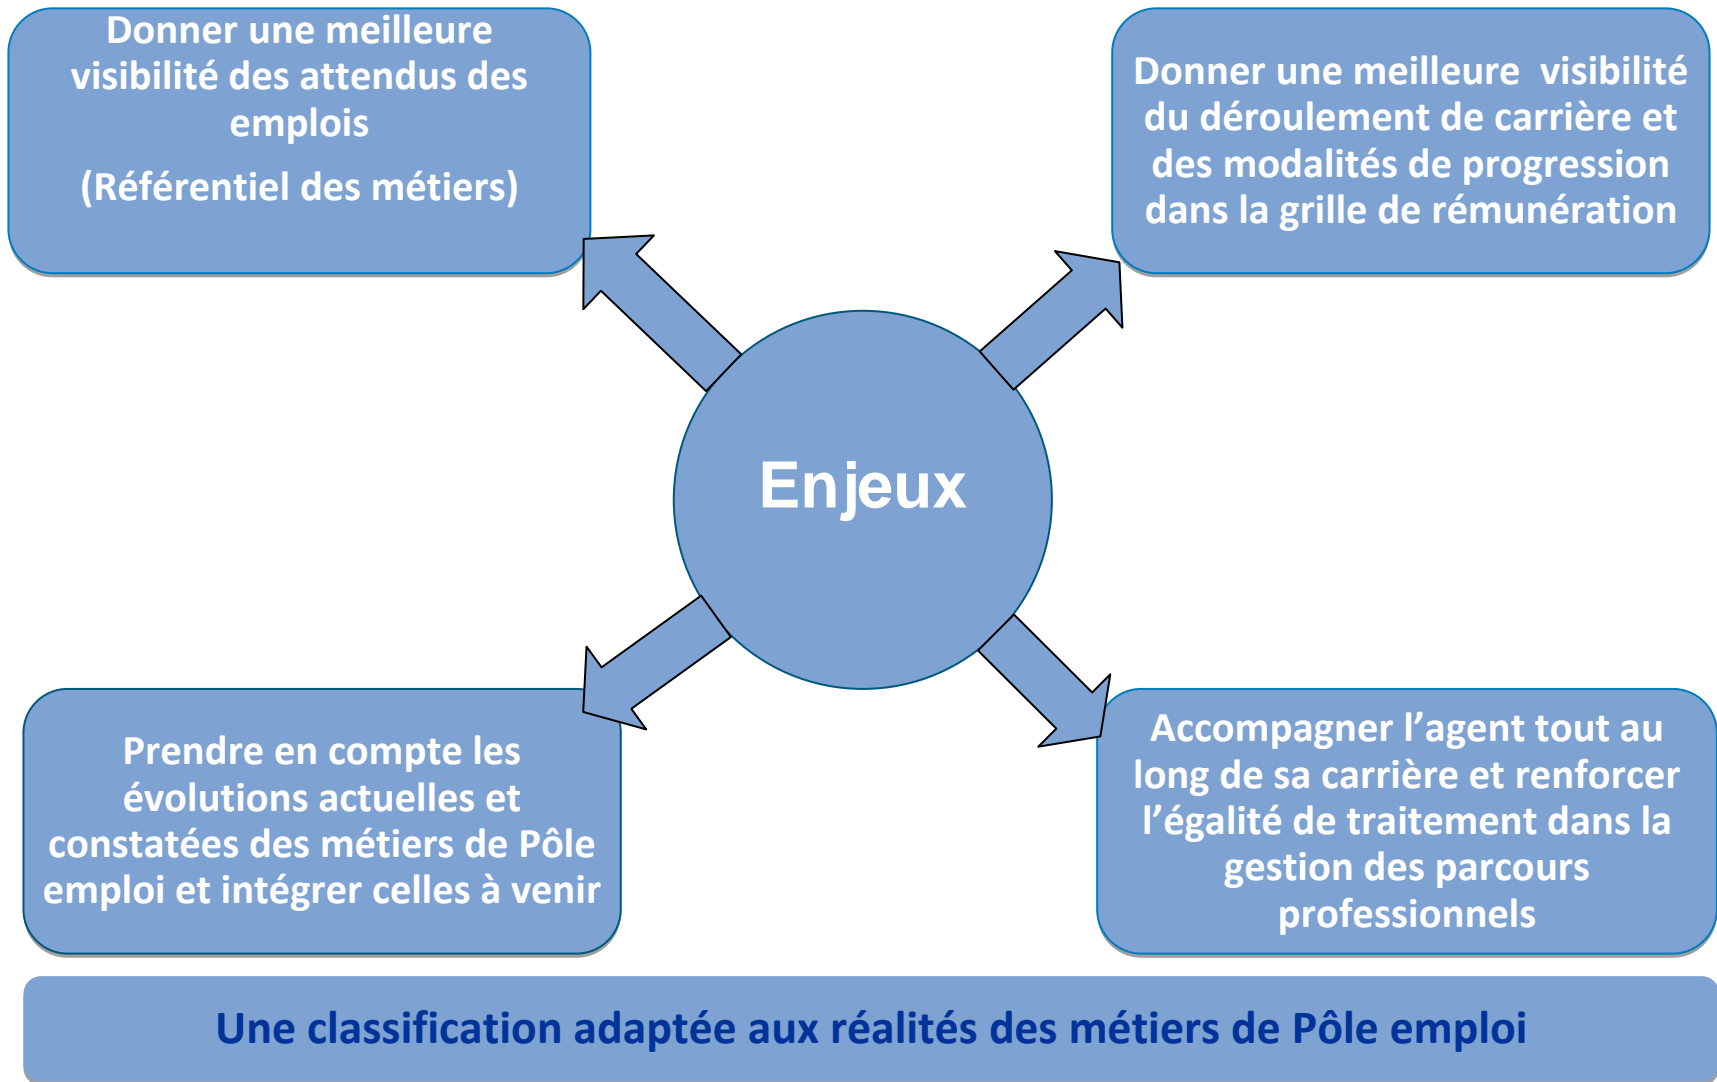 Donner une meilleure
visibilité des attendus des
emplois
(Référentiel des métiers)
Donner une meilleure  visibilité
du déroulement de carrière et
des modalités de progression
dans la grille de rémunération
Enjeux
Prendre en compte les
évolutions actuelles et
constatées des métiers de Pôle
emploi et intégrer celles à venir
Accompagner l’agent tout au
long de sa carrière et renforcer
l’égalité de traitement dans la
gestion des parcours
professionnels
Une classification adaptée aux réalités des métiers de Pôle emploi